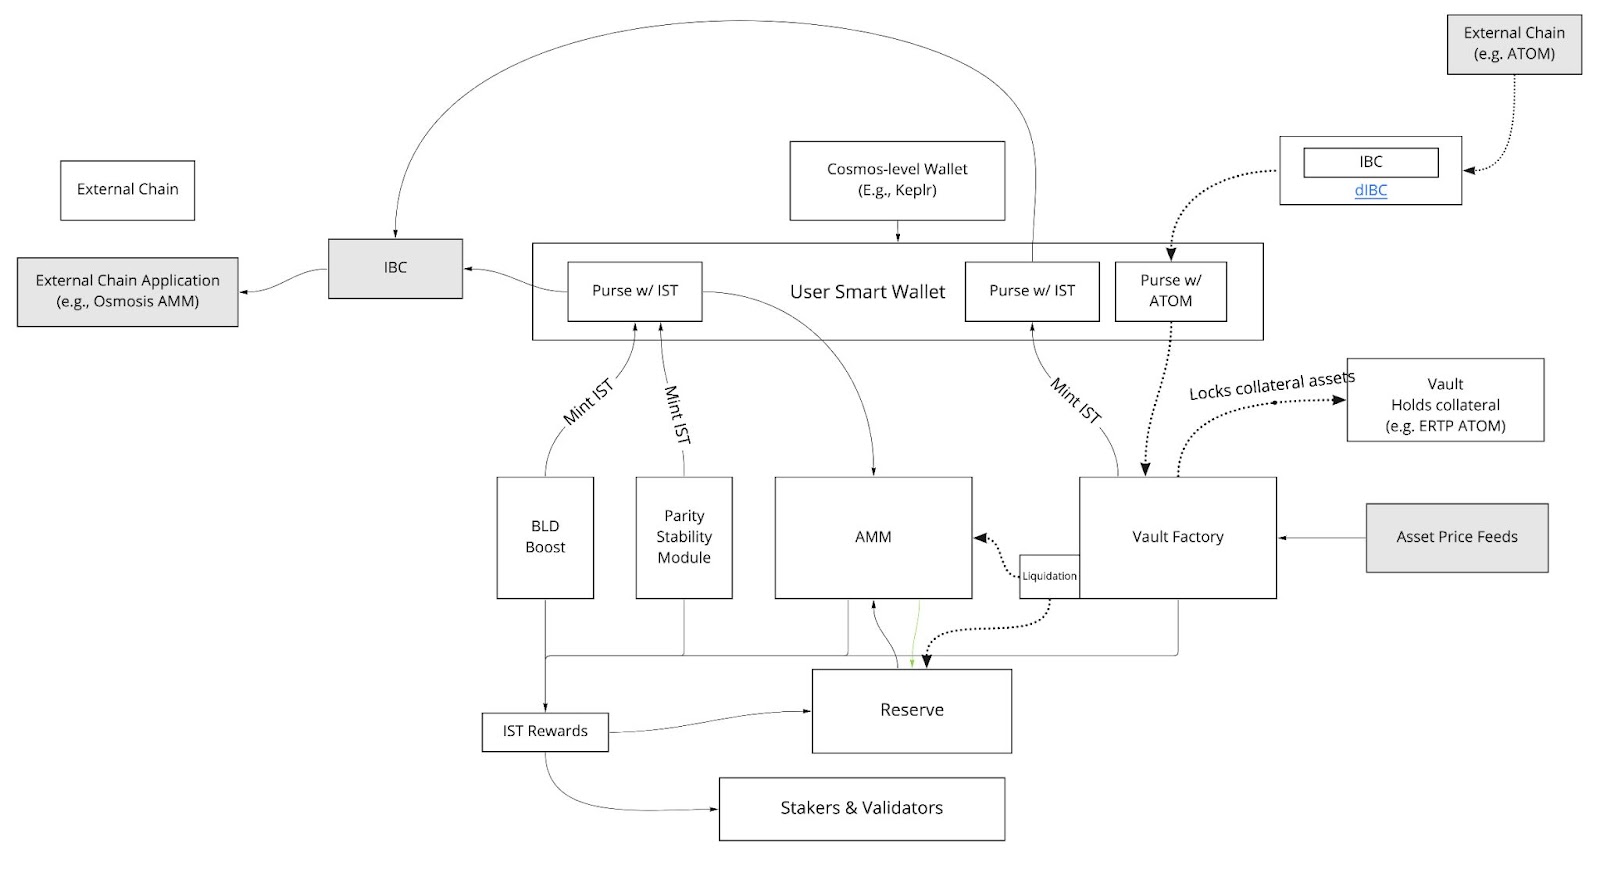 External Chain
(e.g. ATOM)
IBC
dIBC
Cosmos-level Wallet
(E.g., Keplr)
External Chain
External Chain Application
(e.g., Osmosis AMM)
IBC
Purse w/ IST
User Smart Wallet
Purse w/ IST
Purse w/
ATOM
Mint IST
Mint IST
Mint IST
Locks collateral assets
Vault
Holds collateral
(e.g. ERTP ATOM)
BLD
Boost
Parity
Stability
Module
AMM
Liquidation
Vault Factory
Asset Price Feeds
IST Rewards
Reserve
Stakers & Validators